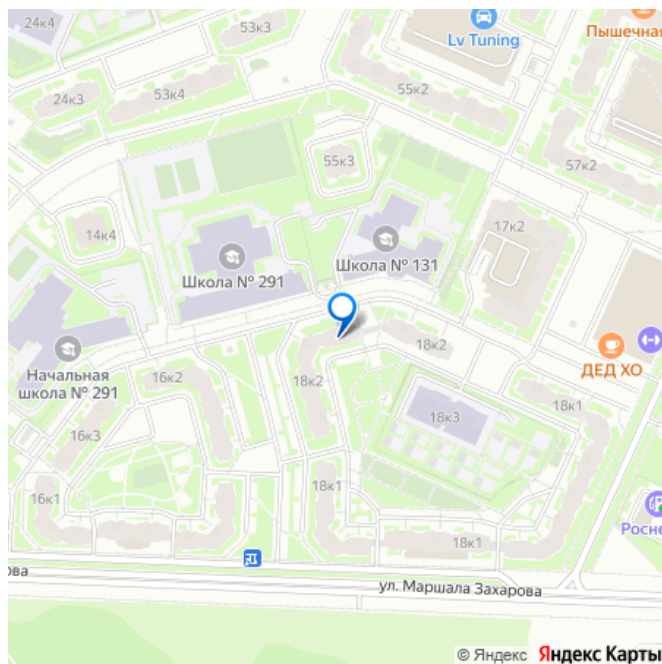 24к4
53к3
Lv Tuning
Пышечная
24к3
53к4
55к2
55к3
57к2
14к4
17к2
Школа № 131
Школа № 291
Начальная
школа № 291
16к2
18к2
18к2
ДЕД ХО
18к3
18к1
16к3
16к1
18к1
18к1
Росне
ова
ул. Маршала Захарова
© Яндекс Яндекс Карты